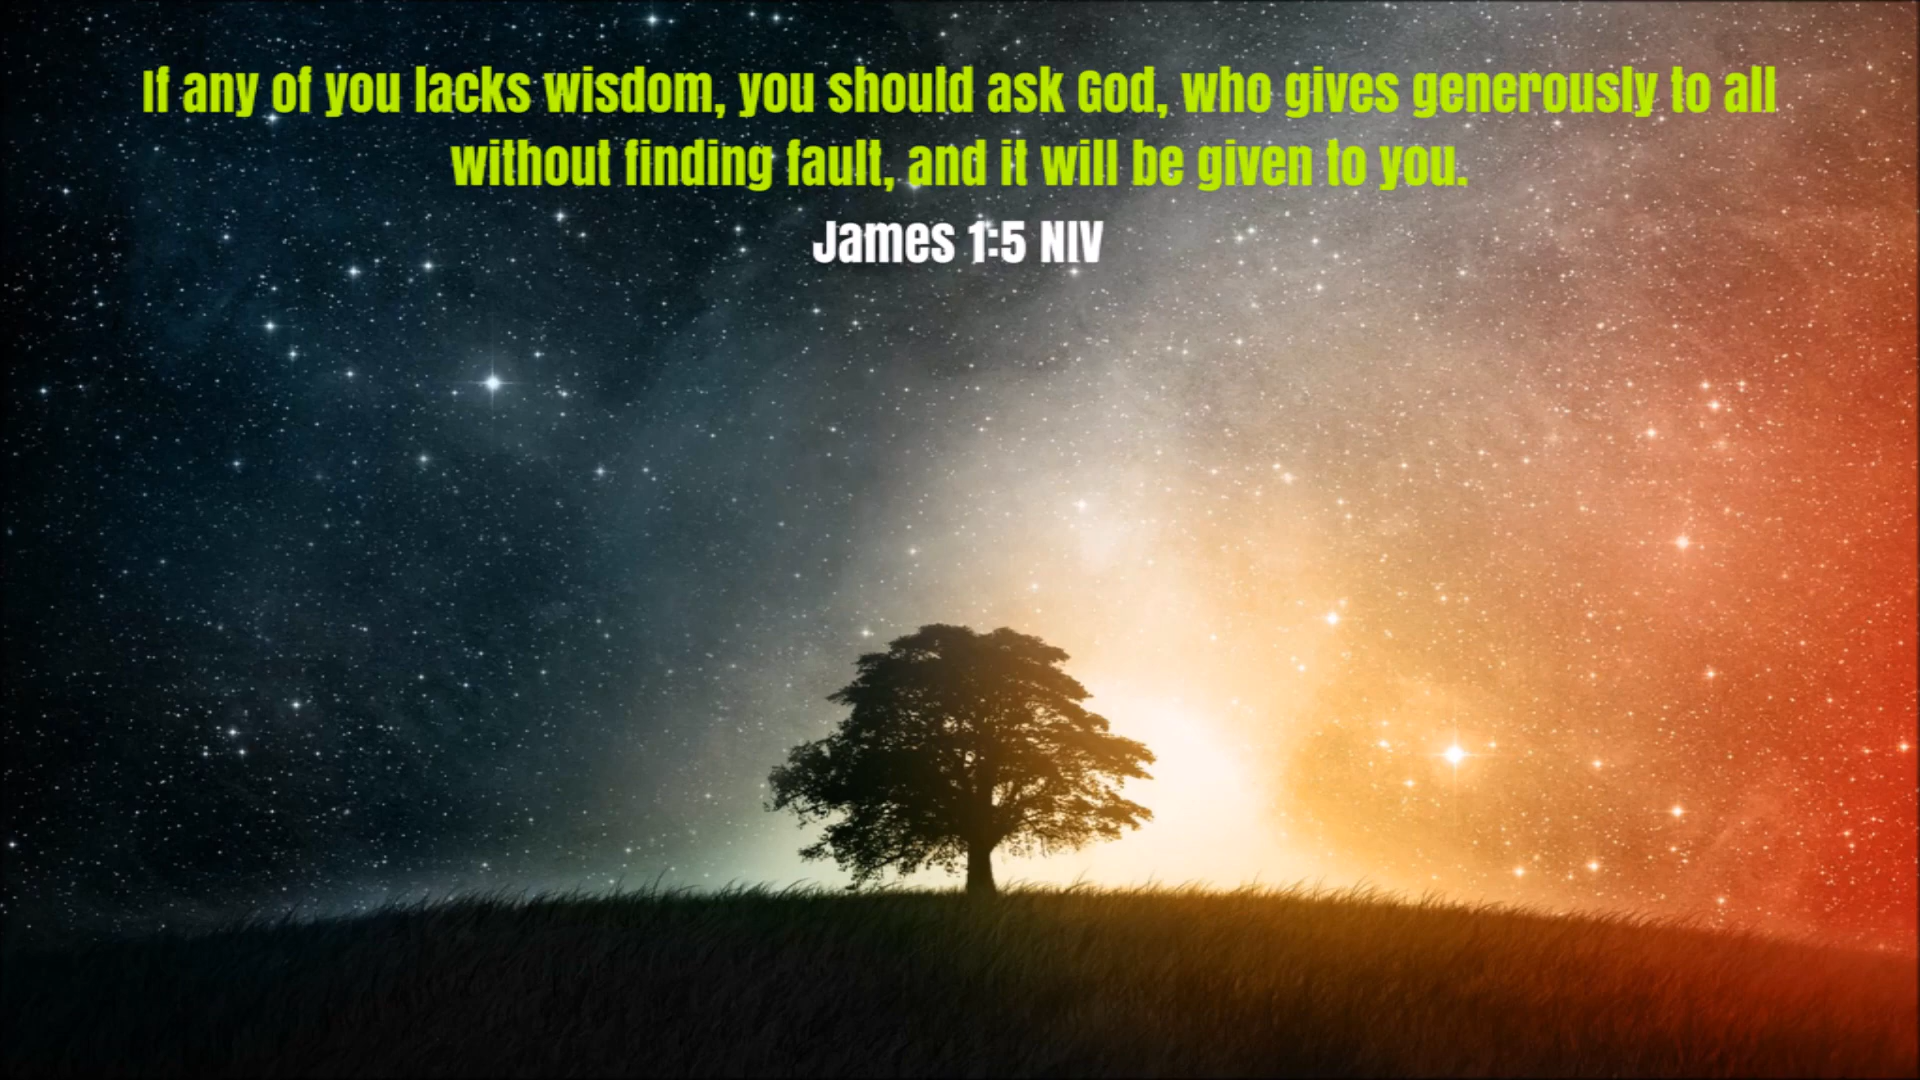 If any of you lacks wisdom, you should ask God, who gives generously to all
without finding fault, and it will be given to you.
James 1:5 NIV